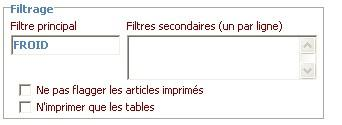 Filtrage
Filtre principal
Filtres secondaires (un par ligne)
FROID
Ne pas flagger les articles imprimés
N'imprimer que les tables